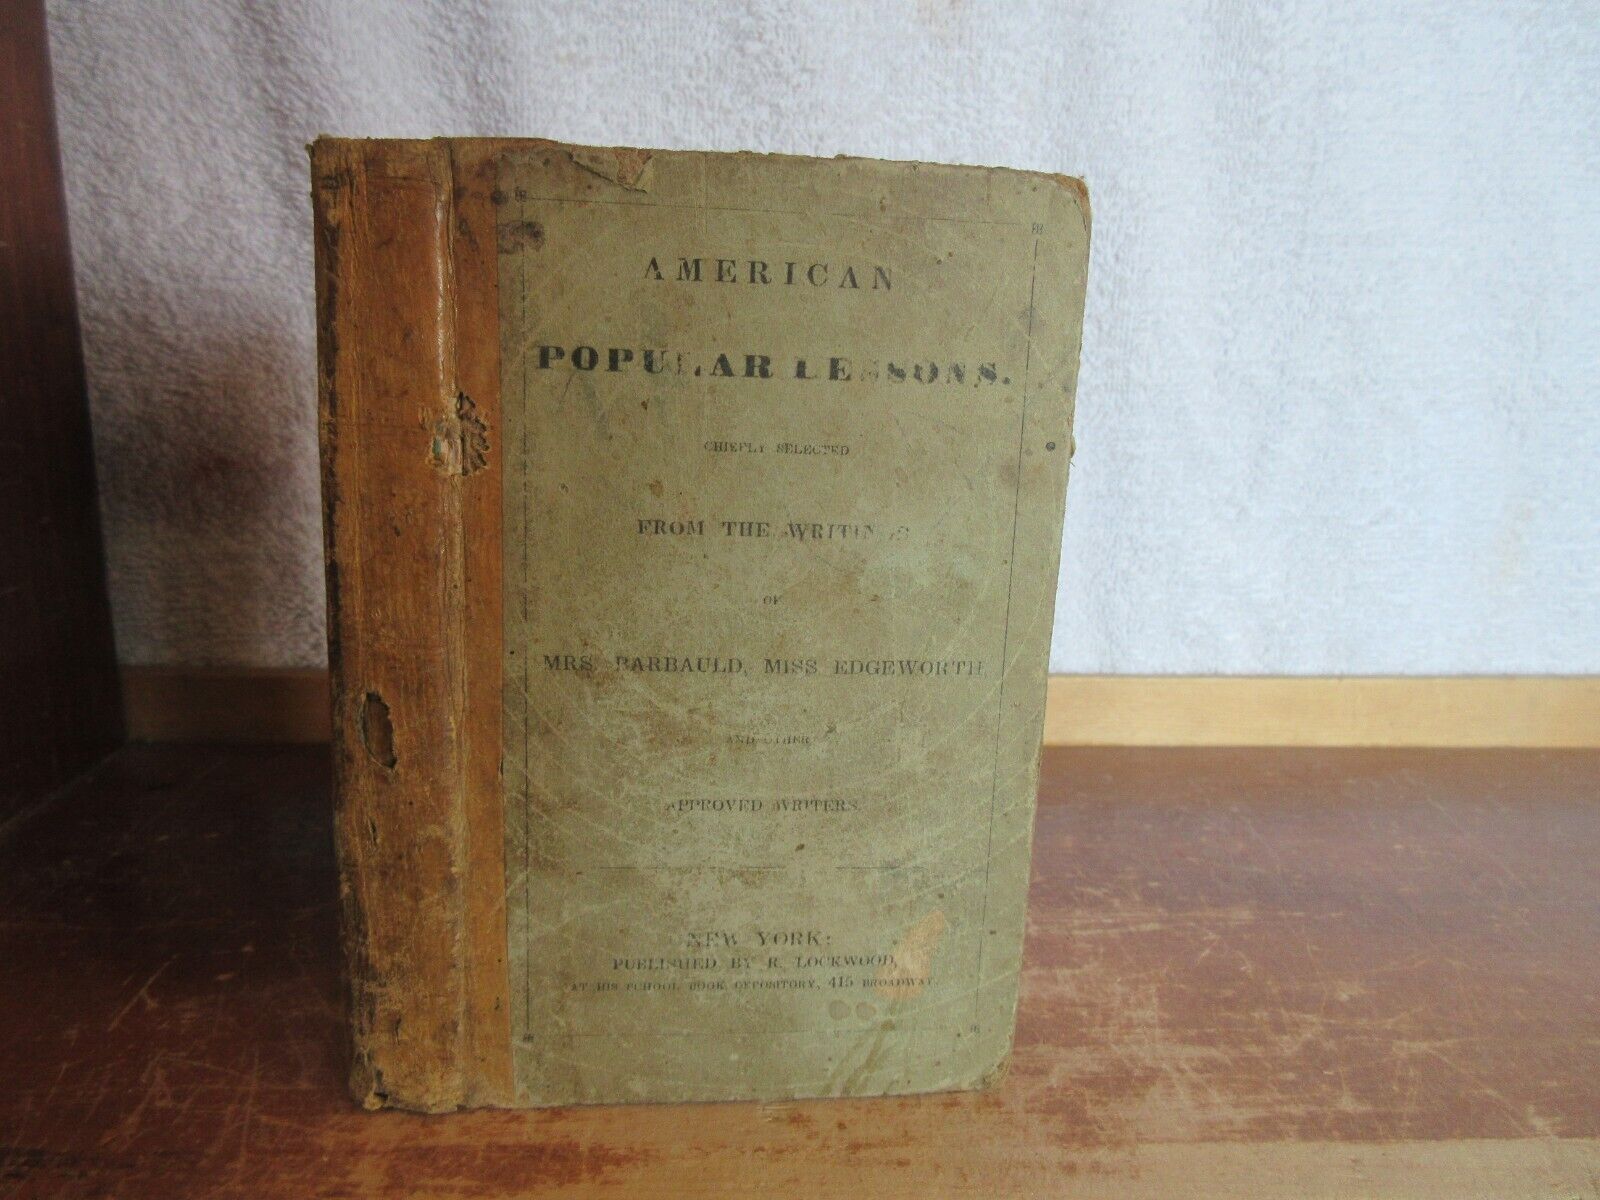 AMERICAN
POPULAR LESSONS.
CHIEFLY SELECTED
FROM THE WRITINGS
OF
MRS. BARBAULD, MISS EDGEWORTH,
AND OTHER
APPROVED WRITERS.
NEW YORK:
PUBLISHED BY R. LOCKWOOD,
AT HIS SCHOOL BOOK DEPOSITORY, 415 BROADWAY.